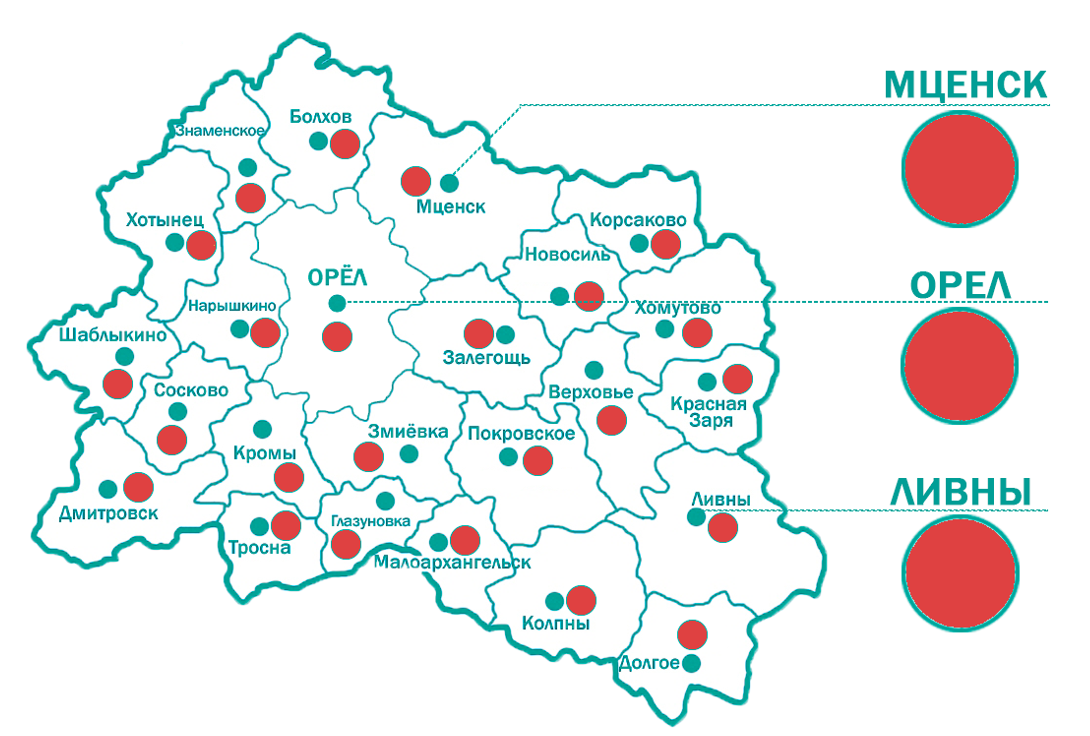 МЦЕНСК
Болхов
Знаменское
Мценск
Хотынец
Корсаково
Новосиль
ОРЁЛ
ОРЕЛ
Нарышкино
Хомутово
Шаблыкино
Залегощь
Сосково
Верховье
Красная
Заря
Змиёвка
Покровское
Кромы
ЛИВНЫ
Ливны
Дмитровск
Глазуновка
Тросна
Малоархангельск
Колпны
Долгое